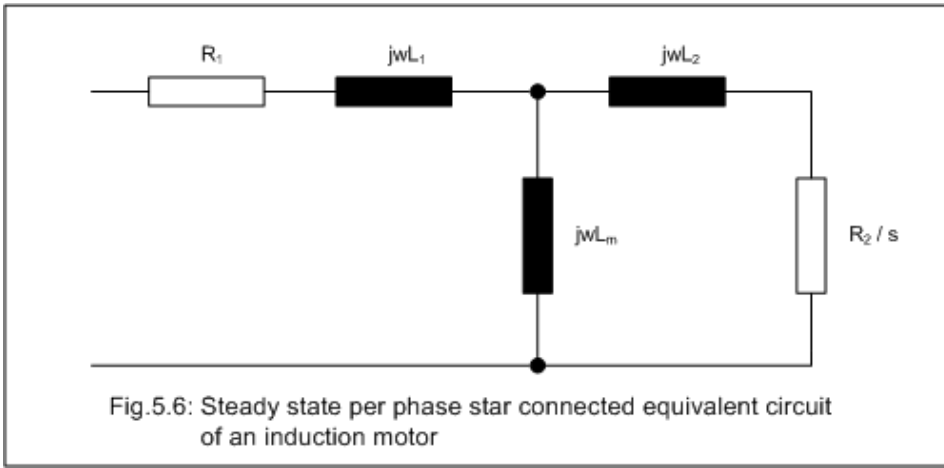 R₁
jwL₁
jwL₂
jwLₘ
R₂ / s
Fig.5.6: Steady state per phase star connected equivalent circuit
of an induction motor